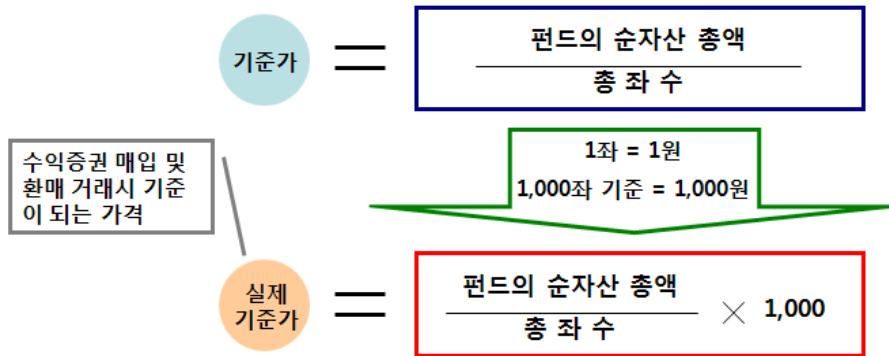 기준가
=
펀드의 순자산 총액
총 좌 수
수익증권 매입 및
환매 거래시 기준
이 되는 가격
1좌 = 1원
1,000좌 기준 = 1,000원
실제
기준가
=
펀드의 순자산 총액
총 좌 수
× 1,000